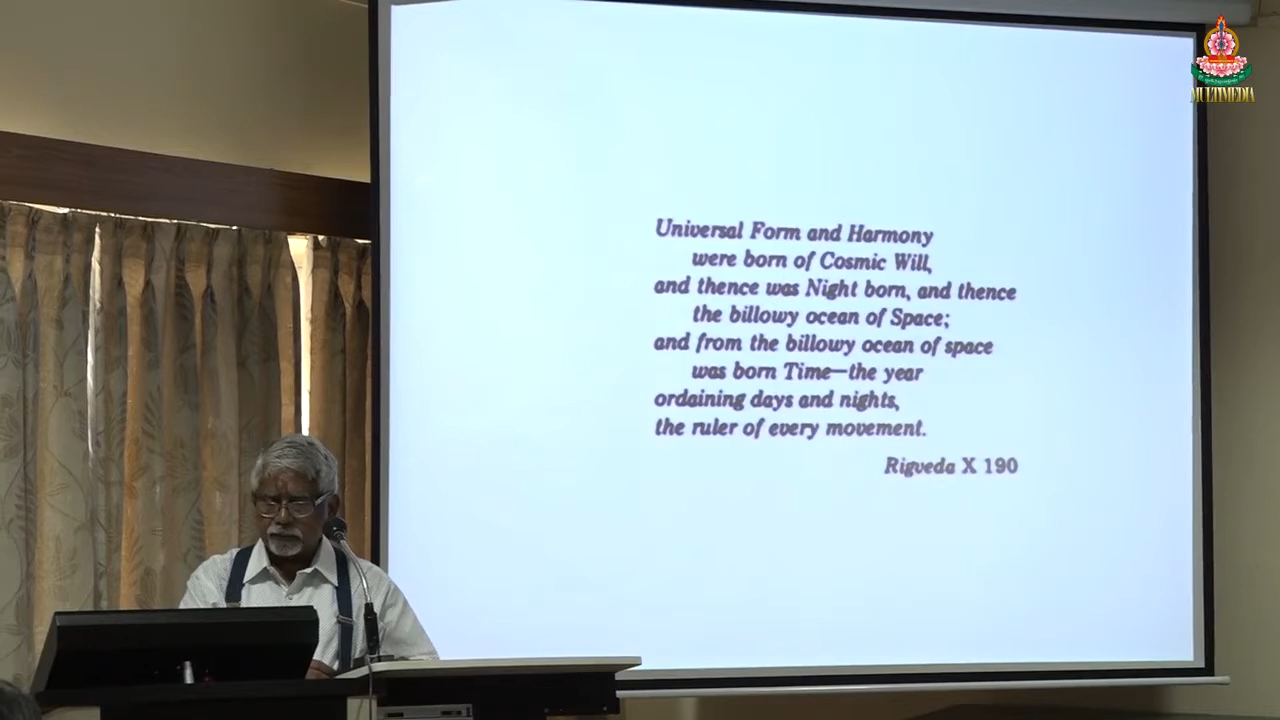 Universal Form and Harmony
were born of Cosmic Will,
and thence was Night born, and thence
the billowy ocean of Space;
and from the billowy ocean of space
was born Time—the year
ordaining days and nights,
the ruler of every movement.
Rigveda X 190
MULTIMEDIA